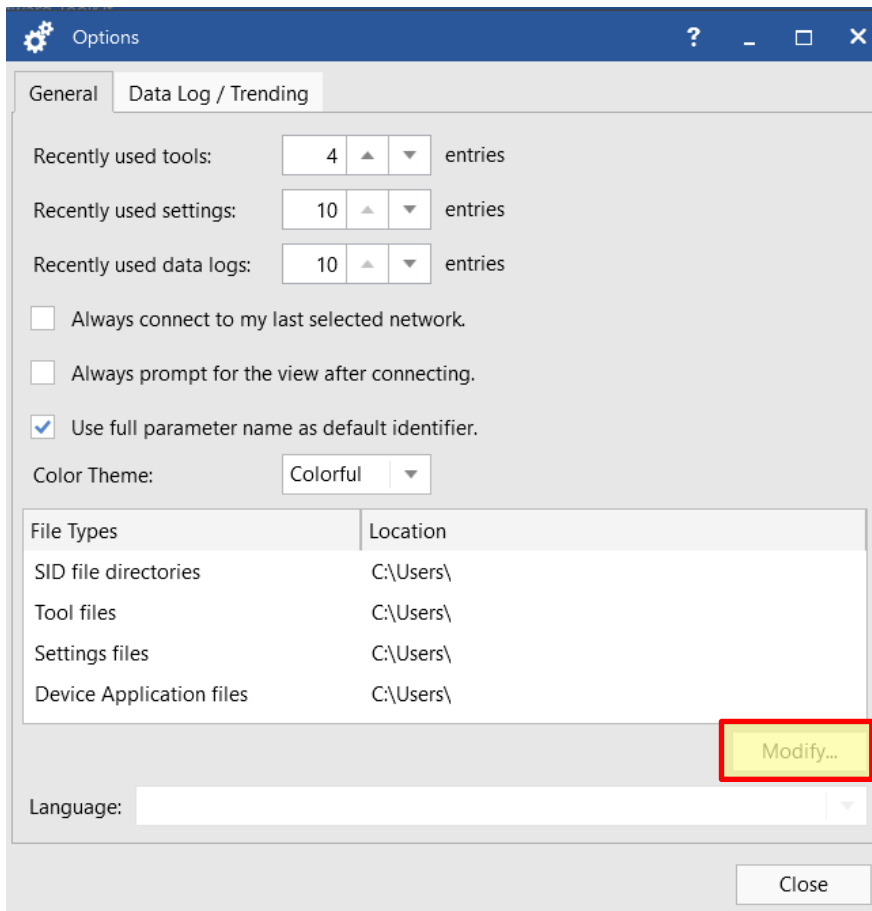 Options
General Data Log / Trending
Recently used tools: 4 entries
Recently used settings: 10 entries
Recently used data logs: 10 entries
Always connect to my last selected network.
Always prompt for the view after connecting.
Use full parameter name as default identifier.
Color Theme: Colorful
File Types Location
SID file directories C:\Users\
Tool files C:\Users\
Settings files C:\Users\
Device Application files C:\Users\
Modify...
Language:
Close